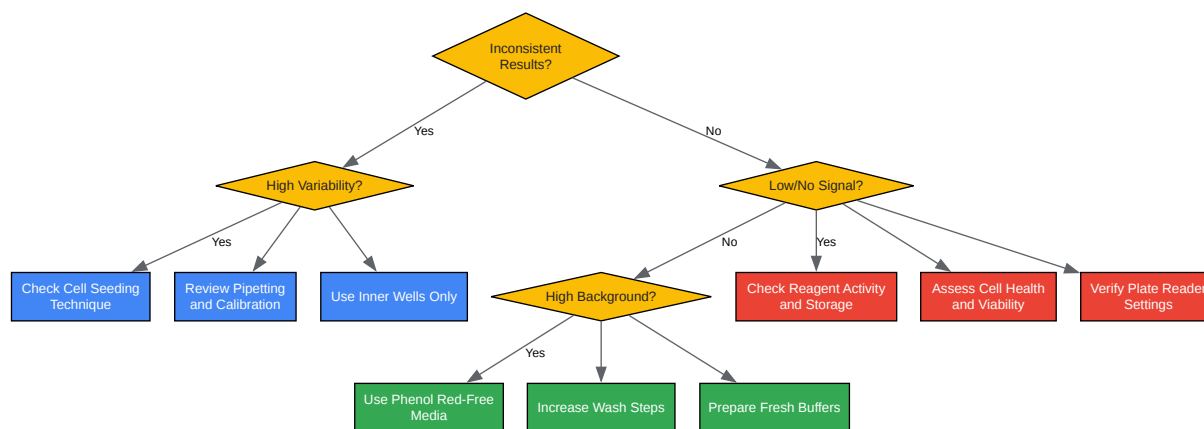 Inconsistent
Results?
Yes
No
High Variability?
Low/No Signal?
Yes
No
Yes
Check Cell Seeding
Technique
Review Pipetting
and Calibration
Use Inner Wells Only
High Background?
Check Reagent Activity
and Storage
Assess Cell Health
and Viability
Verify Plate Reader
Settings
Yes
Use Phenol Red-Free
Media
Increase Wash Steps
Prepare Fresh Buffers